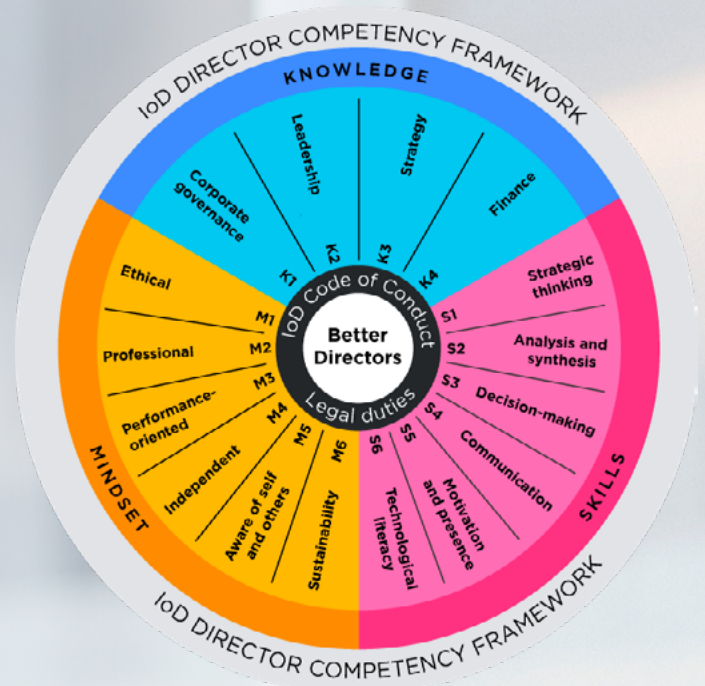 IoD DIRECTOR COMPETENCY FRAMEWORK
KNOWLEDGE
Corporate
governance
K1
Leadership
K2
Strategy
K3
Finance
K4
SKILLS
Strategic
thinking
S1
Analysis and
synthesis
S2
Decision-making
S3
Communication
S4
Motivation
and presence
S5
Technological
literacy
S6
MINDSET
Ethical
M1
Professional
M2
Performance-
oriented
M3
Independent
M4
Aware of self
and others
M5
Sustainability
M6
IoD Code of Conduct
Better
Directors
Legal duties
IoD DIRECTOR COMPETENCY FRAMEWORK